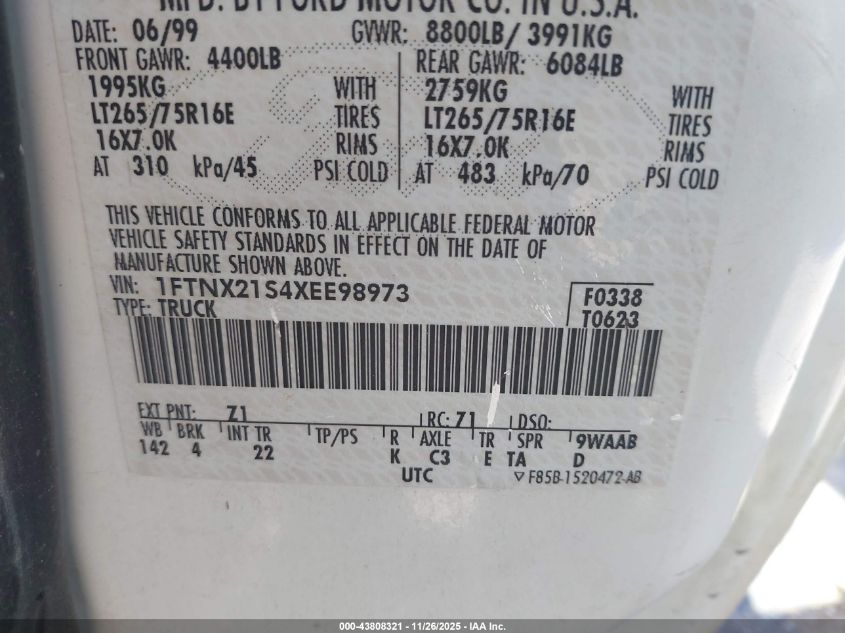 MFD. BY FORD MOTOR CO. IN U.S.A.
DATE: 06/99 GVWR: 8800LB/ 3991KG
FRONT GAWR: 4400LB REAR GAWR: 6084LB
1995KG WITH 2759KG WITH
LT265/75R16E TIRES LT265/75R16E TIRES
16X7.0K RIMS 16X7.0K RIMS
AT 310 kPa/45 PSI COLD AT 483 kPa/70 PSI COLD
THIS VEHICLE CONFORMS TO ALL APPLICABLE FEDERAL MOTOR
VEHICLE SAFETY STANDARDS IN EFFECT ON THE DATE OF
MANUFACTURE SHOWN ABOVE.
VIN: 1FTNX21S4XEE98973 F0338
TYPE: TRUCK T0623
EXT PNT: Z1 RC: 71 DSO:
WB BRK INT TR TP/PS R AXLE TR SPR 9WAAB
142 4 22 K C3 E TA D
UTC ▽ F85B-1520472-AB
000-43808321 | 11/26/2025 - IAA Inc.